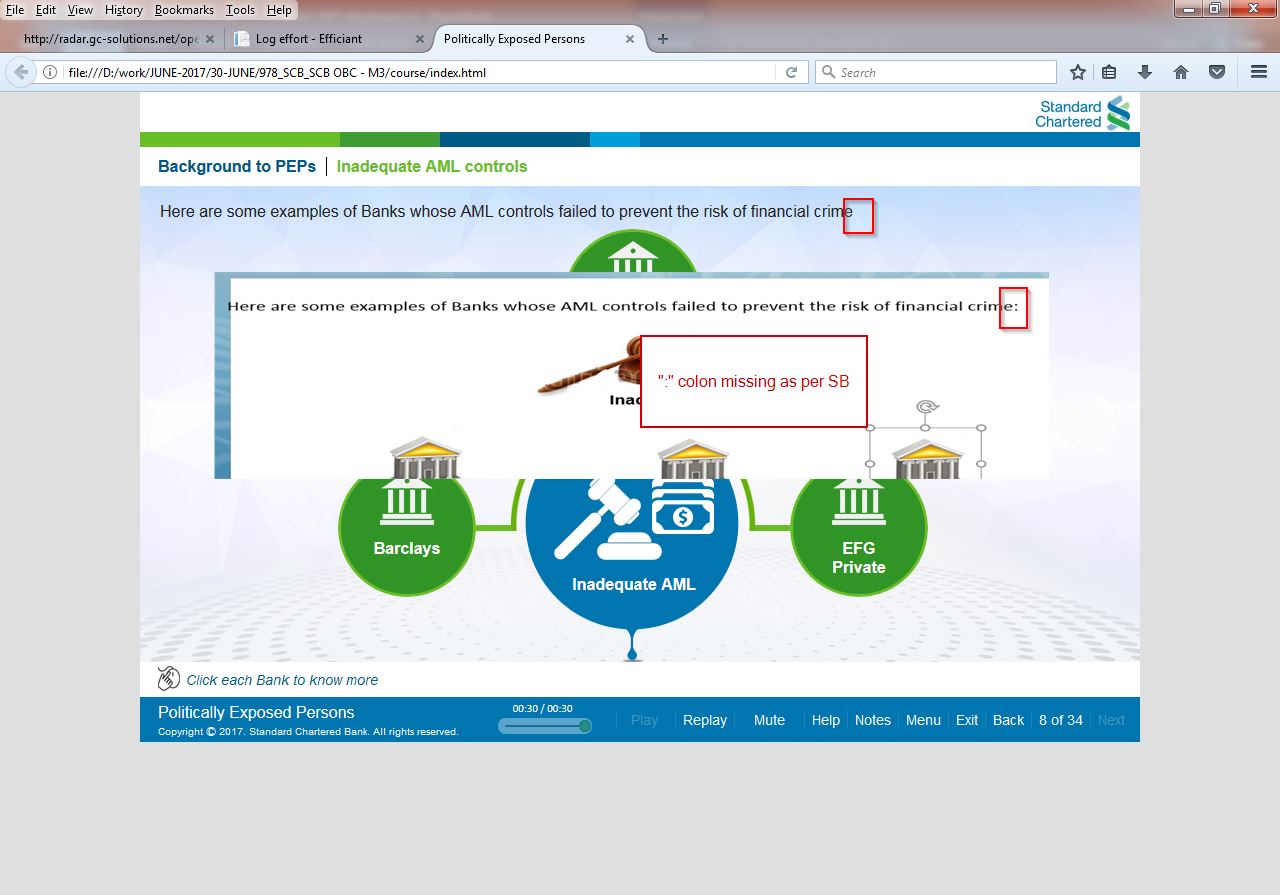 File Edit View History Bookmarks Tools Help
http://radar.gc-solutions.net/ope
Log effort - Efficiant
Politically Exposed Persons
file:///D:/work/JUNE-2017/30-JUNE/978_SCB_SCB OBC - M3/course/index.html
Search
Standard
Chartered
Background to PEPs | Inadequate AML controls
Here are some examples of Banks whose AML controls failed to prevent the risk of financial crime
Here are some examples of Banks whose AML controls failed to prevent the risk of financial crime:
":" colon missing as per SB
Barclays
Inadequate AML
EFG
Private
Click each Bank to know more
Politically Exposed Persons
Copyright © 2017. Standard Chartered Bank. All rights reserved.
00:30 / 00:30
Play Replay Mute Help Notes Menu Exit Back 8 of 34 Next